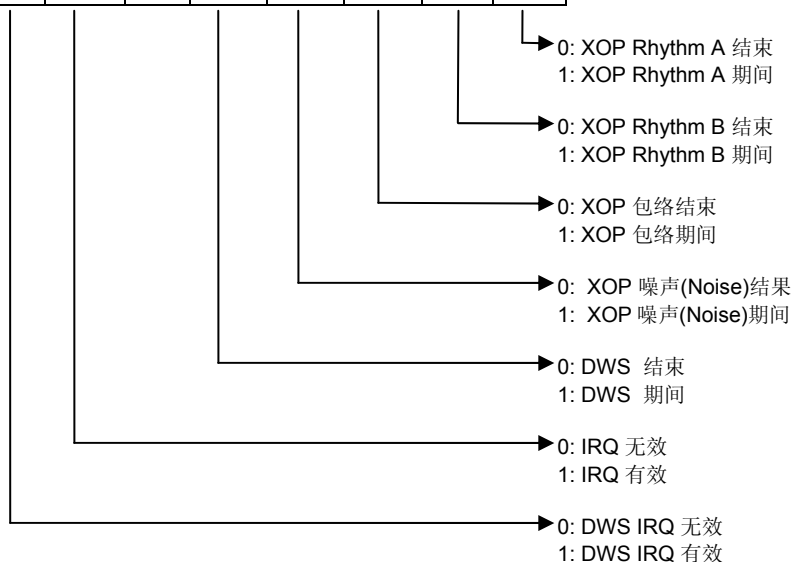 0: XOP Rhythm A 结束
1: XOP Rhythm A 期间
0: XOP Rhythm B 结束
1: XOP Rhythm B 期间
0: XOP 包络结束
1: XOP 包络期间
0: XOP 噪声(Noise)结果
1: XOP 噪声(Noise)期间
0: DWS 结束
1: DWS 期间
0: IRQ 无效
1: IRQ 有效
0: DWS IRQ 无效
1: DWS IRQ 有效